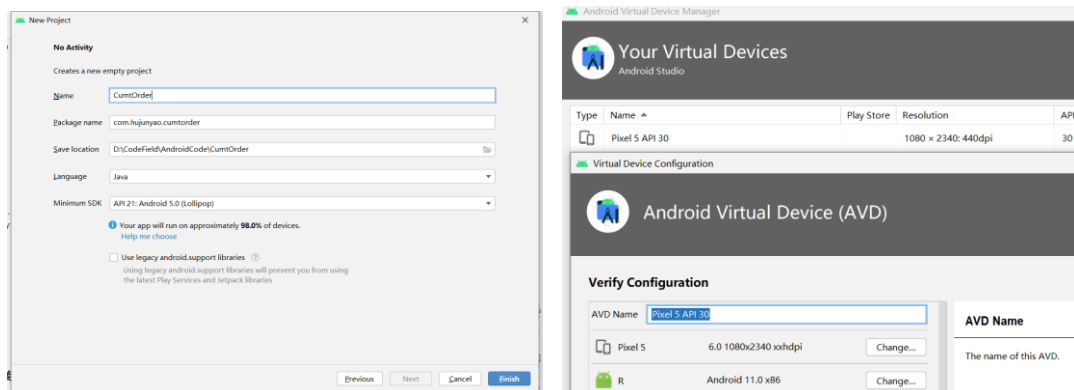 New Project
No Activity
Creates a new empty project
Name CumtOrder
Package name com.hujunyao.cumtorder
Save location D:\CodeField\AndroidCode\CumtOrder
Language Java
Minimum SDK API 21: Android 5.0 (Lollipop)
Your app will run on approximately 98.0% of devices.
Help me choose
Use legacy android.support libraries ?
Using legacy android.support libraries will prevent you from using
the latest Play Services and Jetpack libraries
Previous Next Cancel Finish
Android Virtual Device Manager
Your Virtual Devices
Android Studio
Type Name Play Store Resolution API
Pixel 5 API 30 1080 × 2340: 440dpi 30
Virtual Device Configuration
Android Virtual Device (AVD)
Verify Configuration
AVD Name Pixel 5 API 30
Pixel 5 6.0 1080x2340 xxhdpi Change...
R Android 11.0 x86 Change...
AVD Name
The name of this AVD.